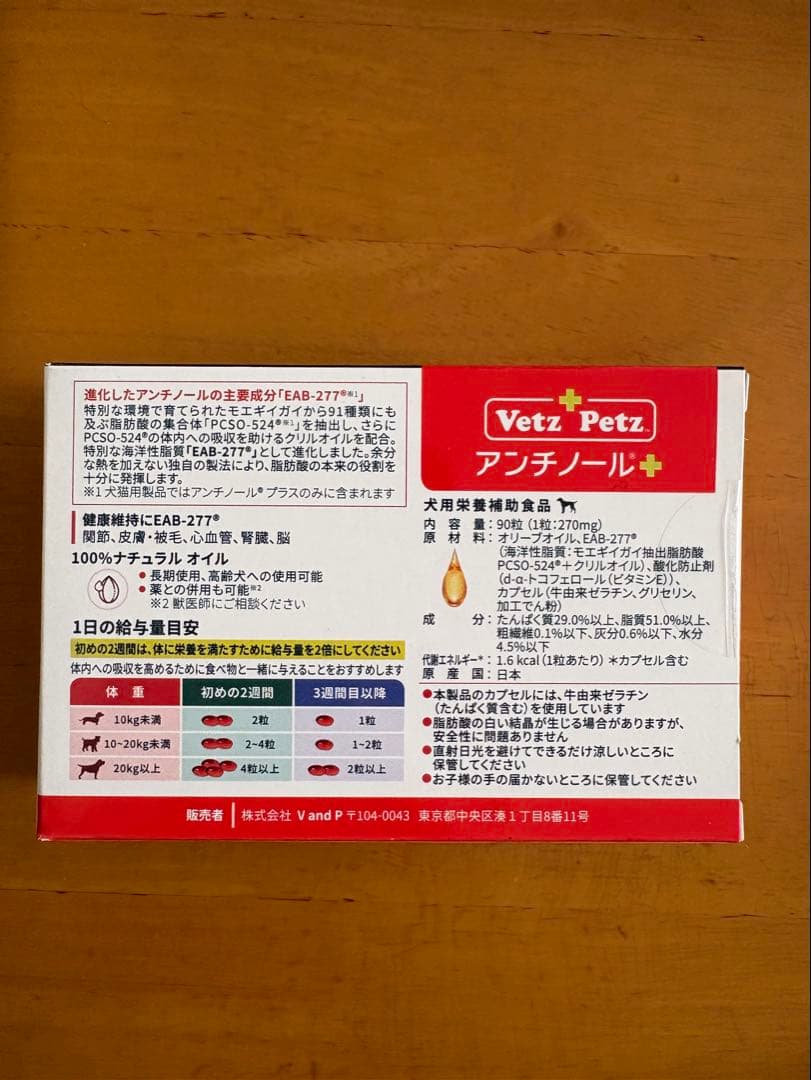 進化したアンチノールの主要成分「EAB-277®※1」
特別な環境で育てられたモエギイガイから91種類にも
及ぶ脂肪酸の集合体「PCSO-524®※1」を抽出し、さらに
PCSO-524®の体内への吸収を助けるクリルオイルを配合。
特別な海洋性脂質「EAB-277®」として進化しました。余分
な熱を加えない独自の製法により、脂肪酸の本来の役割を
十分に発揮します。
※1 犬猫用製品ではアンチノール® プラスのみに含まれます
健康維持にEAB-277®
関節、皮膚・被毛、心血管、腎臓、脳
100%ナチュラル オイル
●長期使用、高齢犬への使用可能
●薬との併用も可能※2
※2 獣医師にご相談ください
1日の給与量目安
初めの2週間は、体に栄養を満たすために給与量を2倍にしてください
体内への吸収を高めるために食べ物と一緒に与えることをおすすめします
体 重 初めの2週間 3週間目以降
10kg未満 2粒 1粒
10~20kg未満 2~4粒 1~2粒
20kg以上 4粒以上 2粒以上
Vetz Petz™
アンチノール®
犬用栄養補助食品
内 容 量：90粒（1粒：270mg）
原 材 料：オリーブオイル、EAB-277®
（海洋性脂質：モエギイガイ抽出脂肪酸
PCSO-524®＋クリルオイル）、酸化防止剤
（d-α-トコフェロール（ビタミンE））、
カプセル（牛由来ゼラチン、グリセリン、
加工でん粉）
成 分：たんぱく質29.0%以上、脂質51.0%以上、
粗繊維0.1%以下、灰分0.6%以下、水分
4.5%以下
代謝エネルギー*：1.6 kcal（1粒あたり）＊カプセル含む
原 産 国：日本
●本製品のカプセルには、牛由来ゼラチン
（たんぱく質含む）を使用しています
●脂肪酸の白い結晶が生じる場合がありますが、
安全性に問題ありません
●直射日光を避けてできるだけ涼しいところに
保管してください
●お子様の手の届かないところに保管してください
販売者 株式会社 V and P 〒104-0043 東京都中央区湊1丁目8番11号